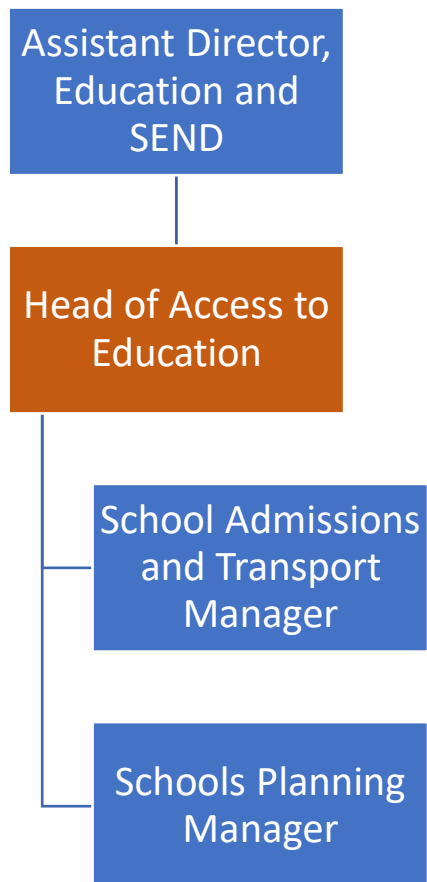 Assistant Director,
Education and
SEND
Head of Access to
Education
School Admissions
and Transport
Manager
Schools Planning
Manager